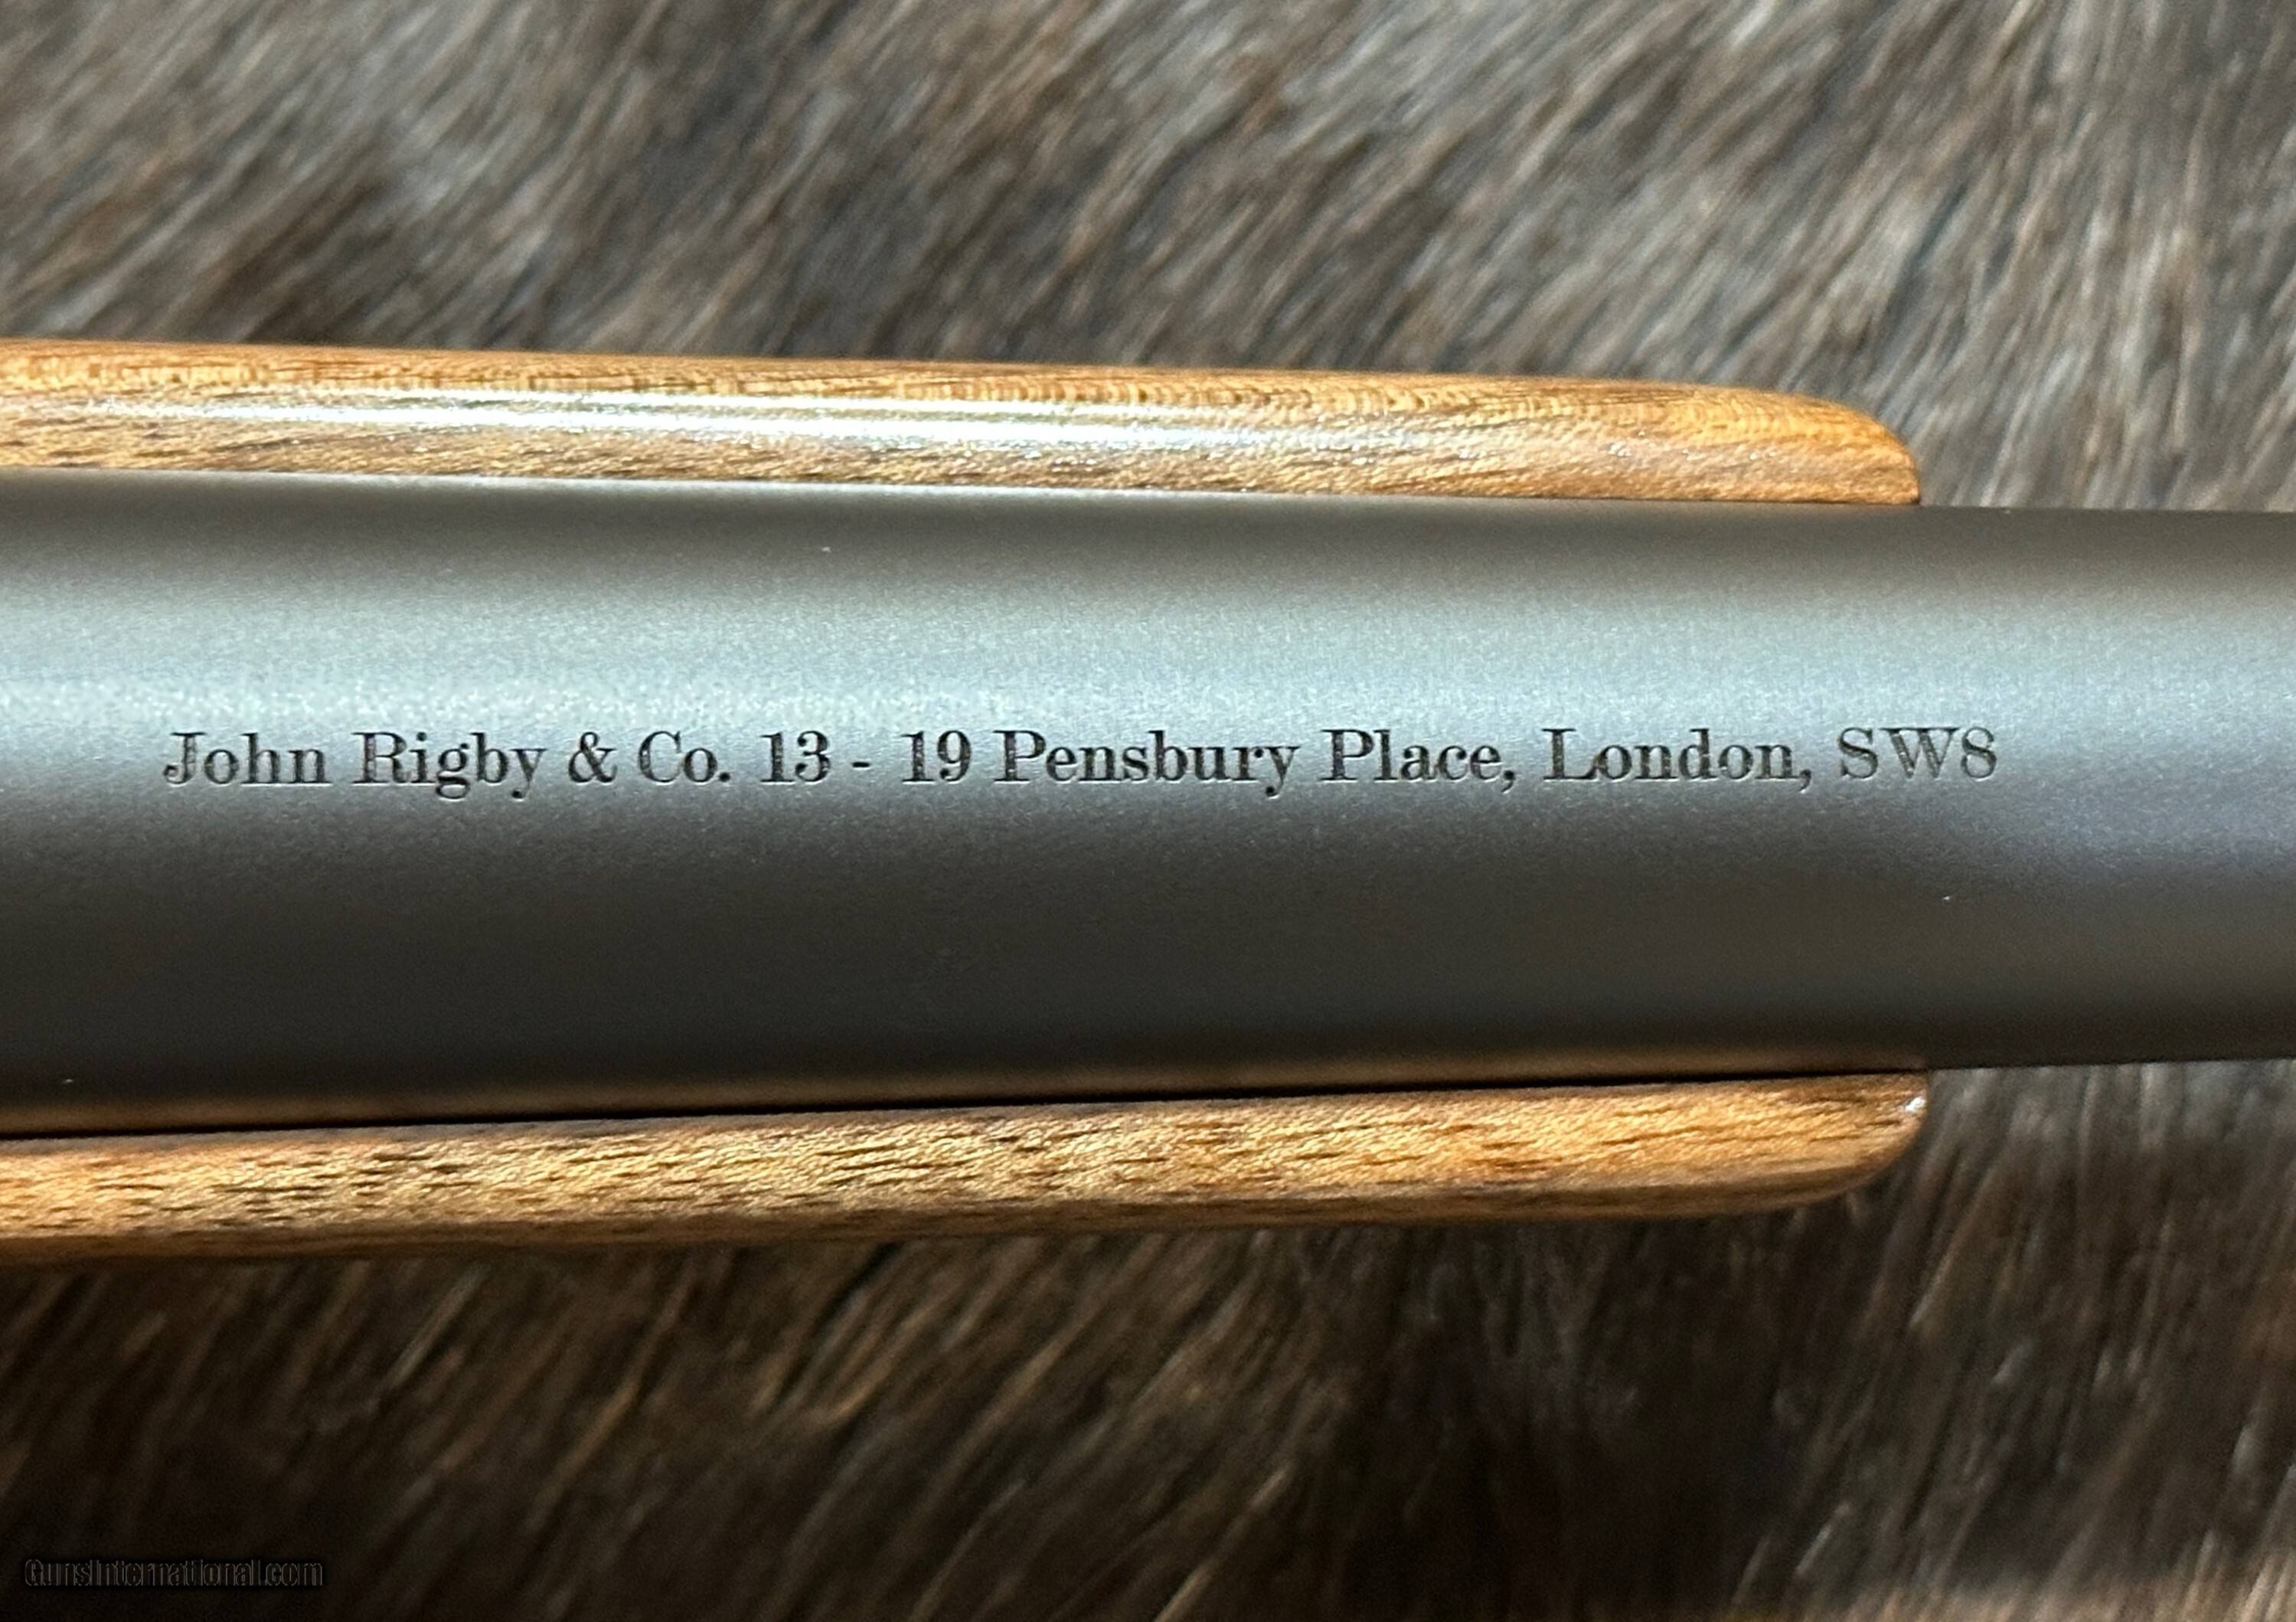 John Rigby & Co. 13 - 19 Pensbury Place, London, SW8
GunsInternational.com